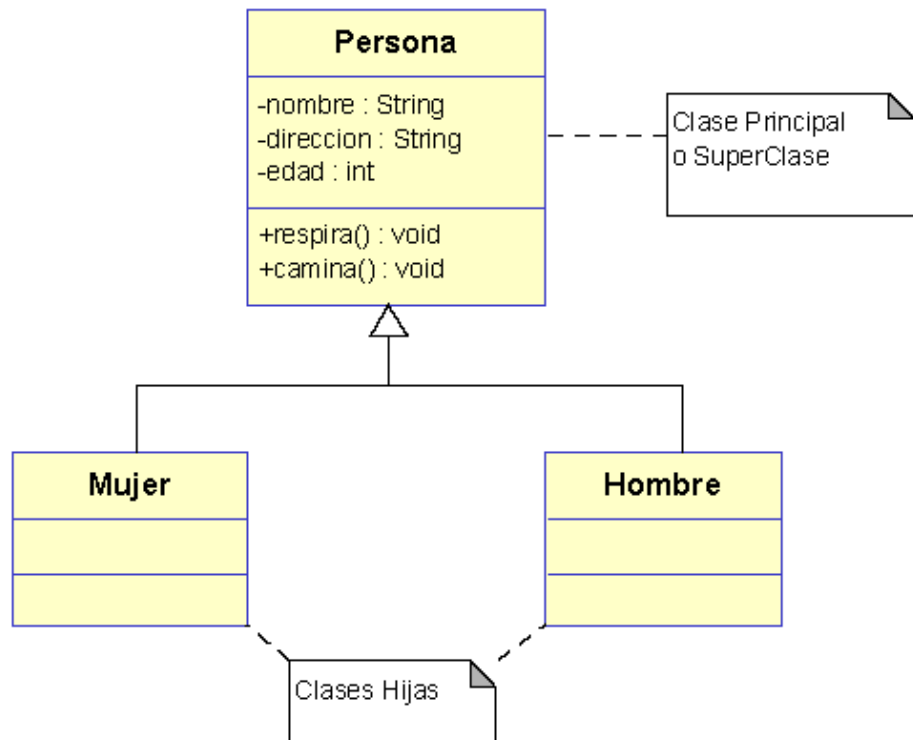 Persona
-nombre : String
-direccion : String
-edad : int
+respira() : void
+camina() : void
Clase Principal
o SuperClase
Mujer
Hombre
Clases Hijas